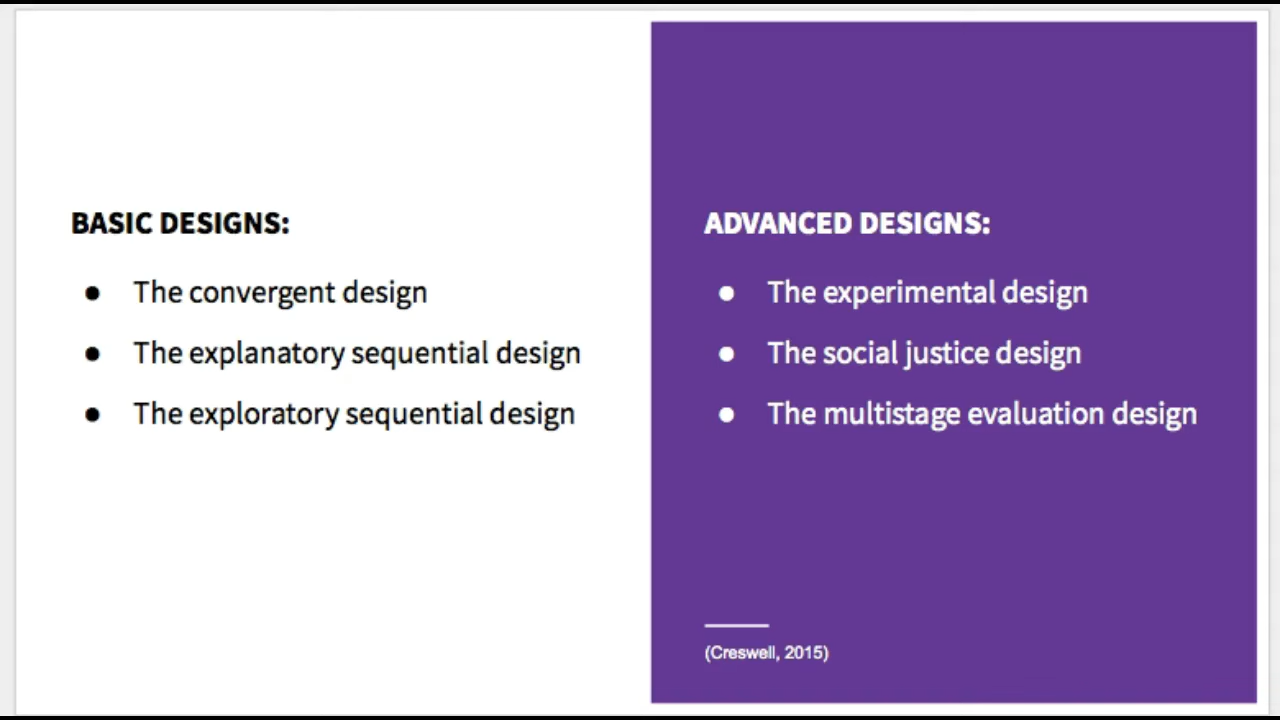 BASIC DESIGNS:
● The convergent design
● The explanatory sequential design
● The exploratory sequential design
ADVANCED DESIGNS:
● The experimental design
● The social justice design
● The multistage evaluation design
(Creswell, 2015)